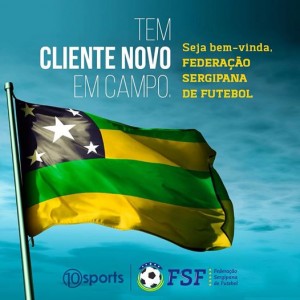 TEM
CLIENTE NOVO
EM CAMPO.
Seja bem-vinda,
FEDERAÇÃO
SERGIPANA
DE FUTEBOL
10sports
FSF
Federação
Sergipana
de Futebol